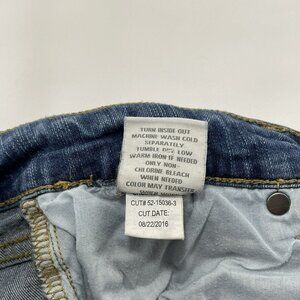 TURN INSIDE OUT
MACHINE WASH COLD
SEPARATELY
TUMBLE DRY LOW
WARM IRON IF NEEDED
-ONLY NON-
CHLORINE BLEACH
WHEN NEEDED
COLOR MAY TRANSFER
CUT# 52-15036-3
CUT DATE:
08/22/2016